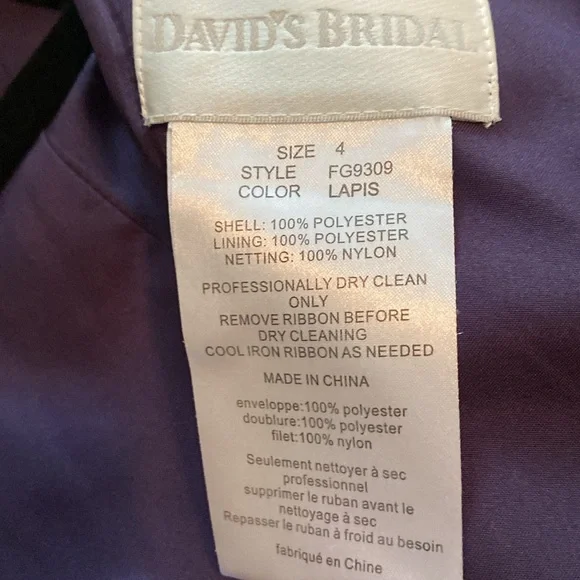 DAVID'S BRIDAL
SIZE 4
STYLE FG9309
COLOR LAPIS
SHELL: 100% POLYESTER
LINING: 100% POLYESTER
NETTING: 100% NYLON
PROFESSIONALLY DRY CLEAN
ONLY
REMOVE RIBBON BEFORE
DRY CLEANING
COOL IRON RIBBON AS NEEDED
MADE IN CHINA
enveloppe:100% polyester
doublure:100% polyester
filet:100% nylon
Seulement nettoyer à sec
professionnel
supprimer le ruban avant le
nettoyage à sec
Repasser le ruban à froid au besoin
fabriqué en Chine